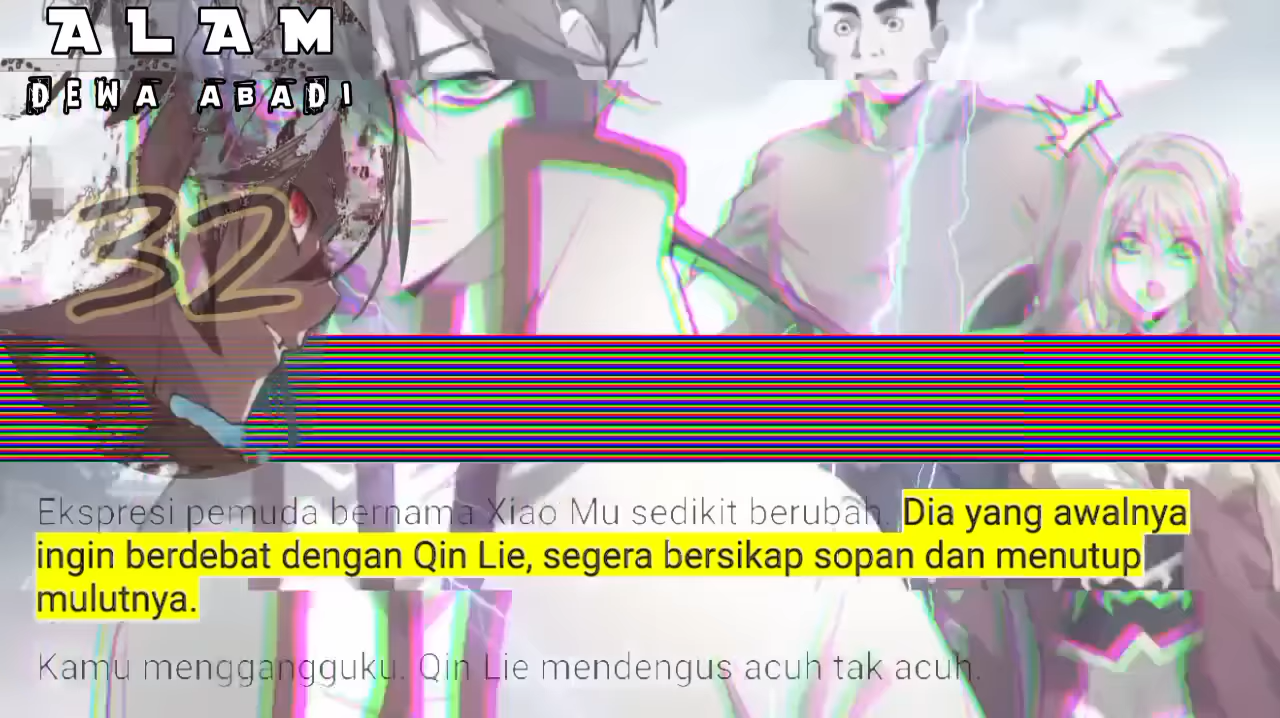 ALAM
DEWA ABADI
32
Ekspresi pemuda bernama Xiao Mu sedikit berubah. Dia yang awalnya
ingin berdebat dengan Qin Lie, segera bersikap sopan dan menutup
mulutnya.
Kamu menggangguku. Qin Lie mendengus acuh tak acuh.